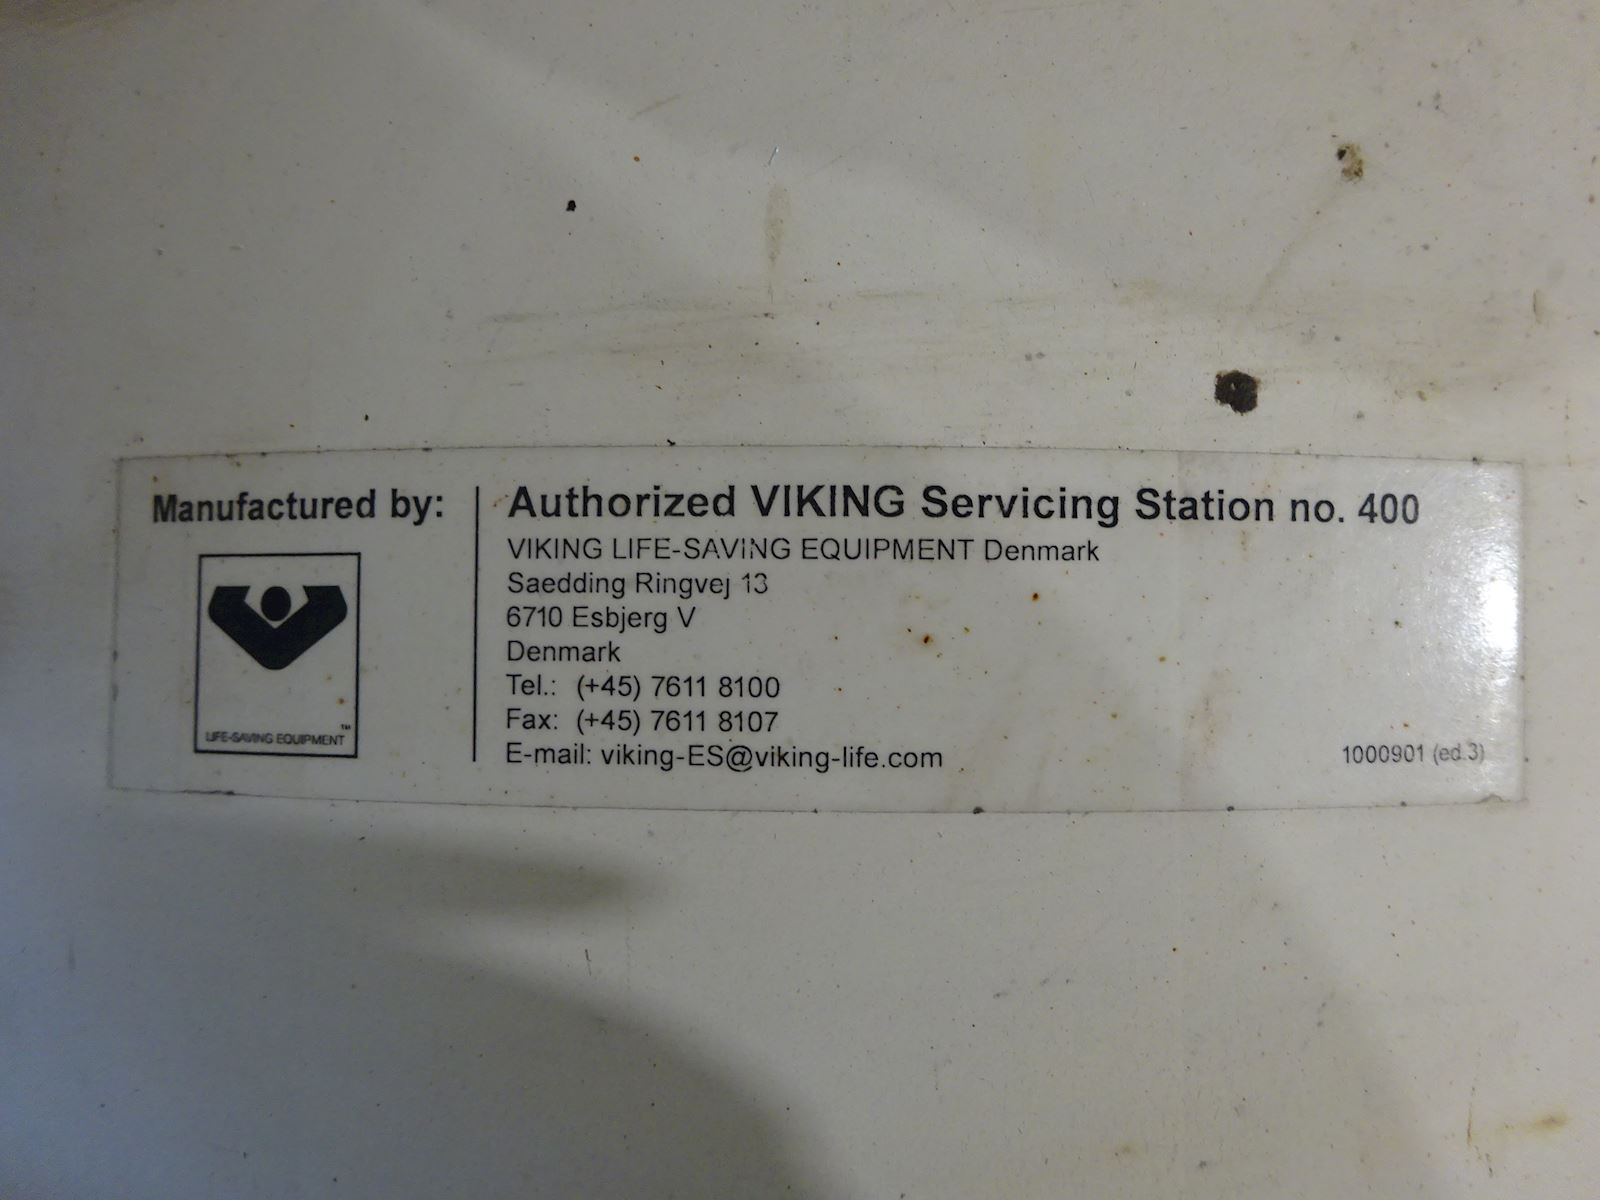 Manufactured by:
LIFE-SAVING EQUIPMENT™
Authorized VIKING Servicing Station no. 400
VIKING LIFE-SAVING EQUIPMENT Denmark
Saedding Ringvej 13
6710 Esbjerg V
Denmark
Tel.: (+45) 7611 8100
Fax: (+45) 7611 8107
E-mail: viking-ES@viking-life.com
1000901 (ed.3)